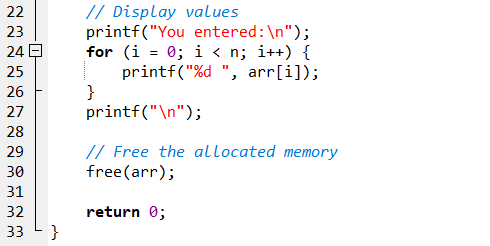 22 // Display values
23 printf("You entered:\n");
24 for (i = 0; i < n; i++) {
25 printf("%d ", arr[i]);
26 }
27 printf("\n");
28
29 // Free the allocated memory
30 free(arr);
31
32 return 0;
33 }